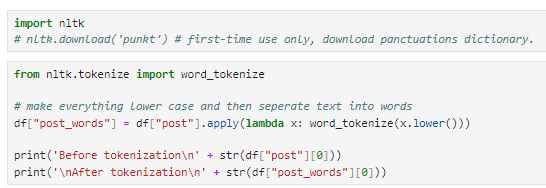 import nltk
# nltk.download('punkt') # first-time use only, download panctuations dictionary.
from nltk.tokenize import word_tokenize
# make everything lower case and then seperate text into words
df["post_words"] = df["post"].apply(lambda x: word_tokenize(x.lower()))
print('Before tokenization\n' + str(df["post"][0]))
print('\nAfter tokenization\n' + str(df["post_words"][0]))